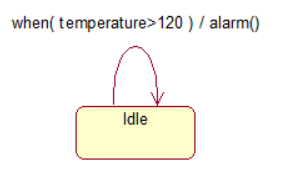 when( temperature>120 ) / alarm()
Idle